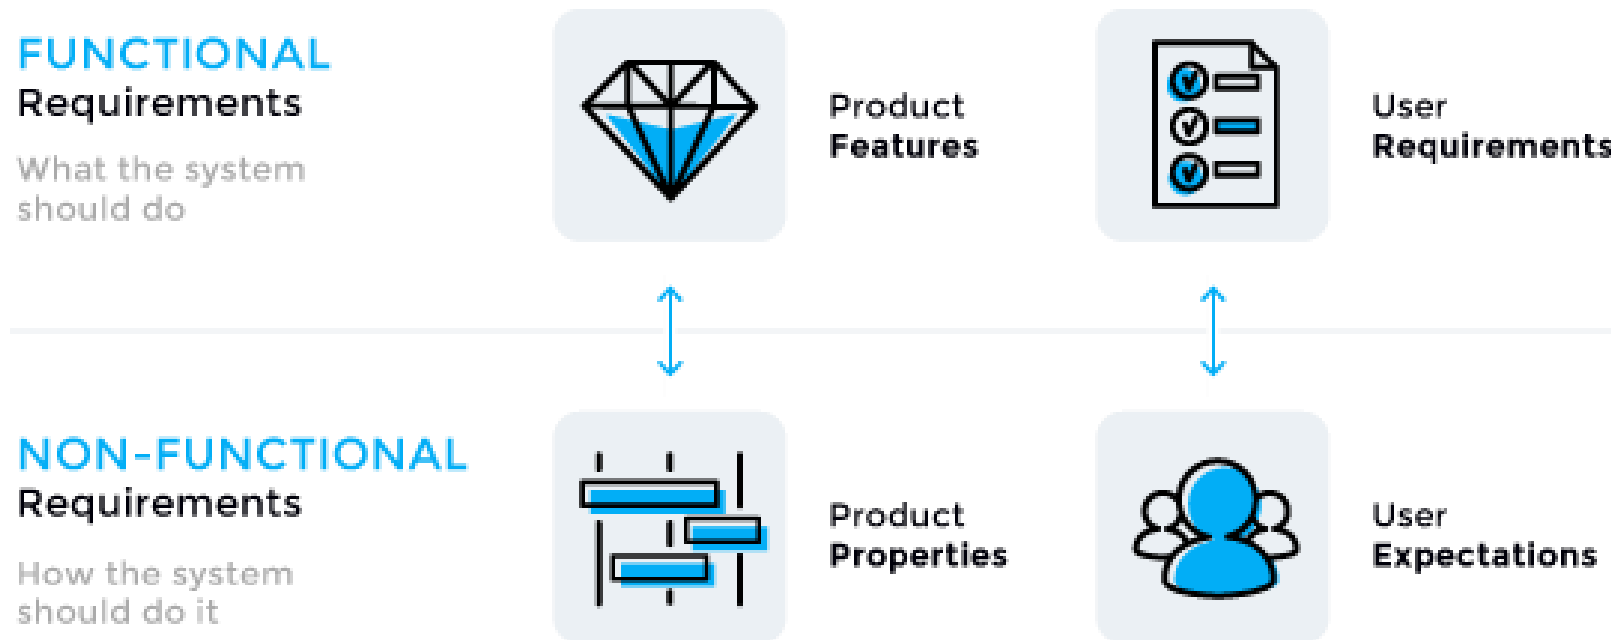 FUNCTIONAL
Requirements
What the system
should do
Product
Features
User
Requirements
NON-FUNCTIONAL
Requirements
How the system
should do it
Product
Properties
User
Expectations